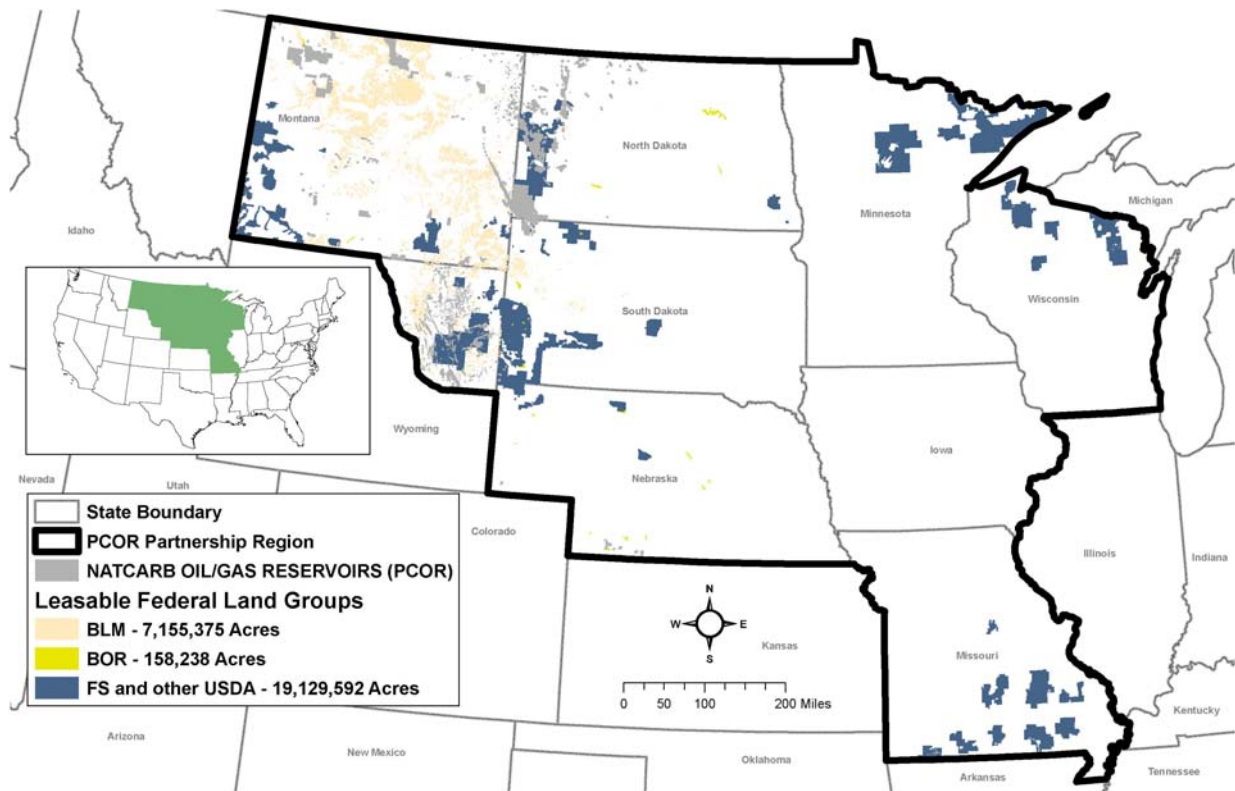 Montana
North Dakota
Minnesota
Michigan
Idaho
South Dakota
Wisconsin
Wyoming
Iowa
Nebraska
Nevada
Utah
Colorado
Illinois
Indiana
State Boundary
PCOR Partnership Region
NATCARB OIL/GAS RESERVOIRS (PCOR)
Leasable Federal Land Groups
BLM - 7,155,375 Acres
BOR - 158,238 Acres
FS and other USDA - 19,129,592 Acres
N
W E
S
0 50 100 200 Miles
Kansas
Missouri
Kentucky
Arizona
New Mexico
Oklahoma
Arkansas
Tennessee